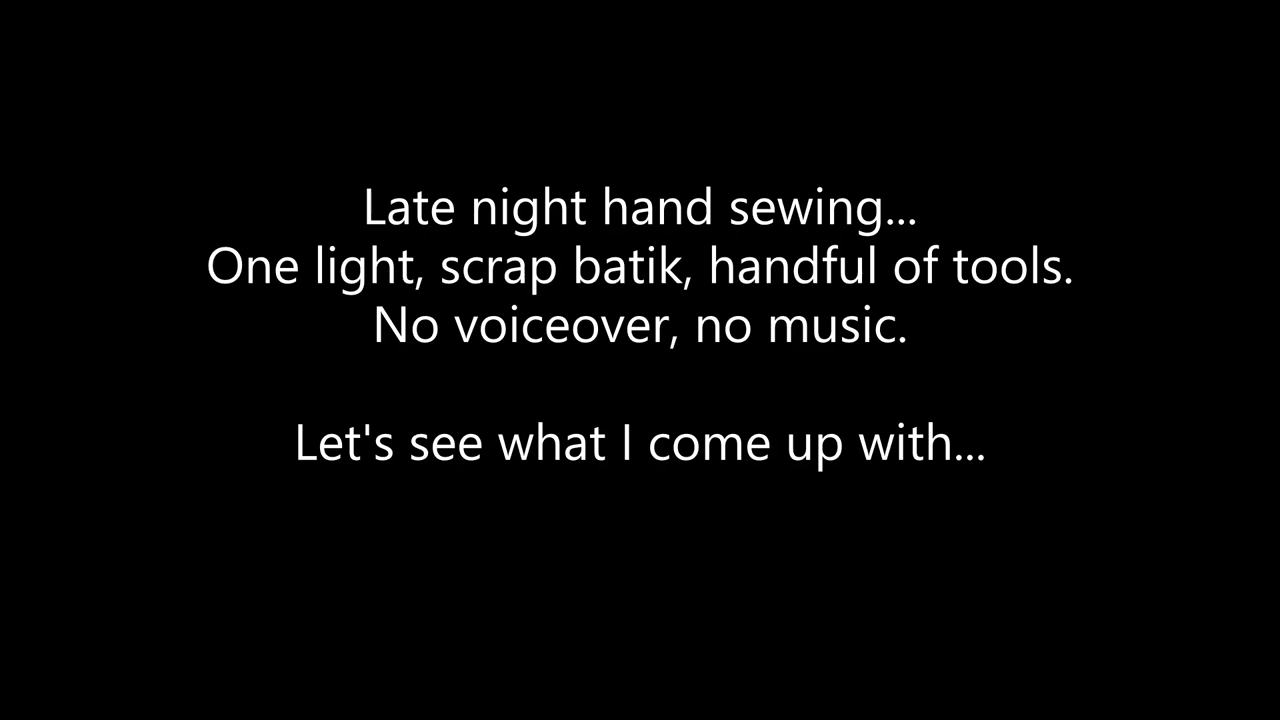 Late night hand sewing...
One light, scrap batik, handful of tools.
No voiceover, no music.
Let's see what I come up with...